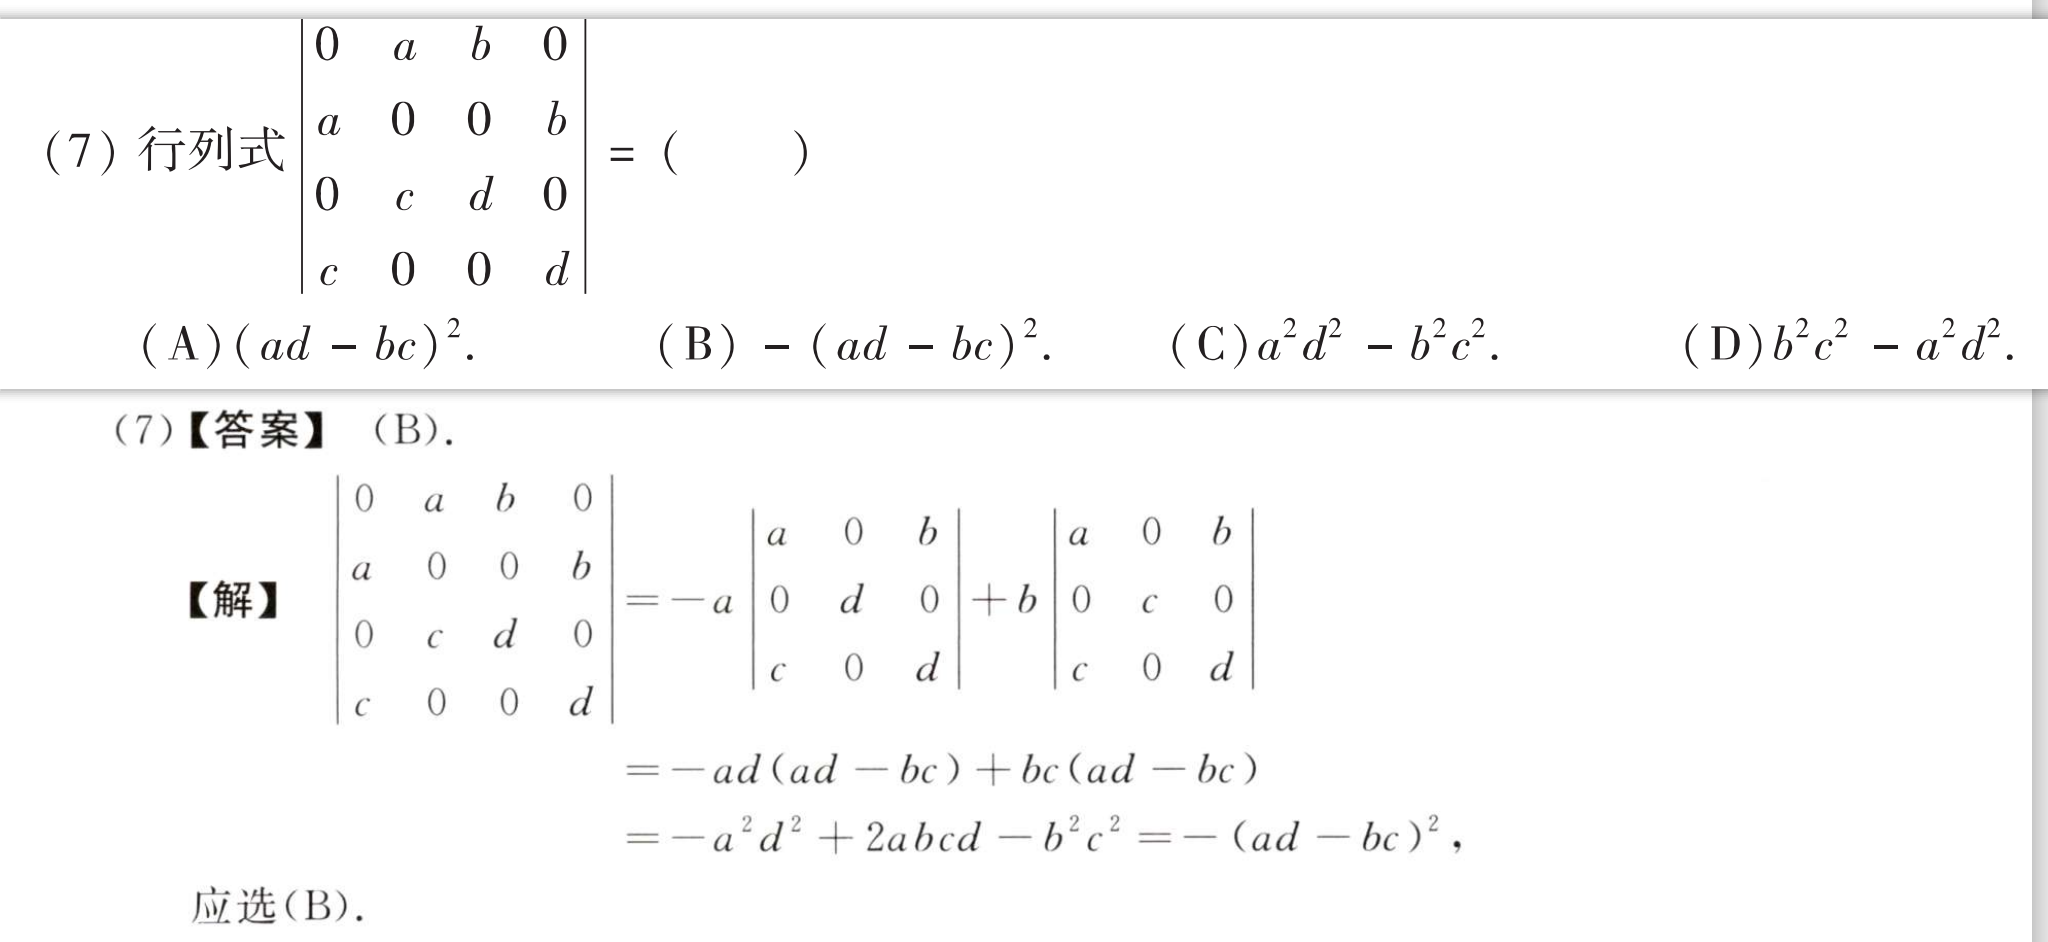 (7) 行列式
0 a b 0
a 0 0 b
0 c d 0
c 0 0 d
= (   )
(A)(ad − bc)². (B) − (ad − bc)². (C)a²d² − b²c². (D)b²c² − a²d².
(7)【答案】 (B).
【解】
0 a b 0
a 0 0 b
0 c d 0
c 0 0 d
=−a
a 0 b
0 d 0
c 0 d
+b
a 0 b
0 c 0
c 0 d
=−ad(ad − bc)+bc(ad − bc)
=−a²d² + 2abcd − b²c² =−(ad − bc)²,
应选(B).